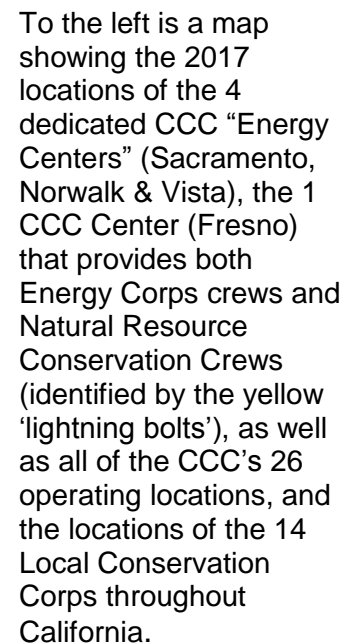 To the left is a map
showing the 2017
locations of the 4
dedicated CCC “Energy
Centers” (Sacramento,
Norwalk & Vista), the 1
CCC Center (Fresno)
that provides both
Energy Corps crews and
Natural Resource
Conservation Crews
(identified by the yellow
‘lightning bolts’), as well
as all of the CCC’s 26
operating locations, and
the locations of the 14
Local Conservation
Corps throughout
California.